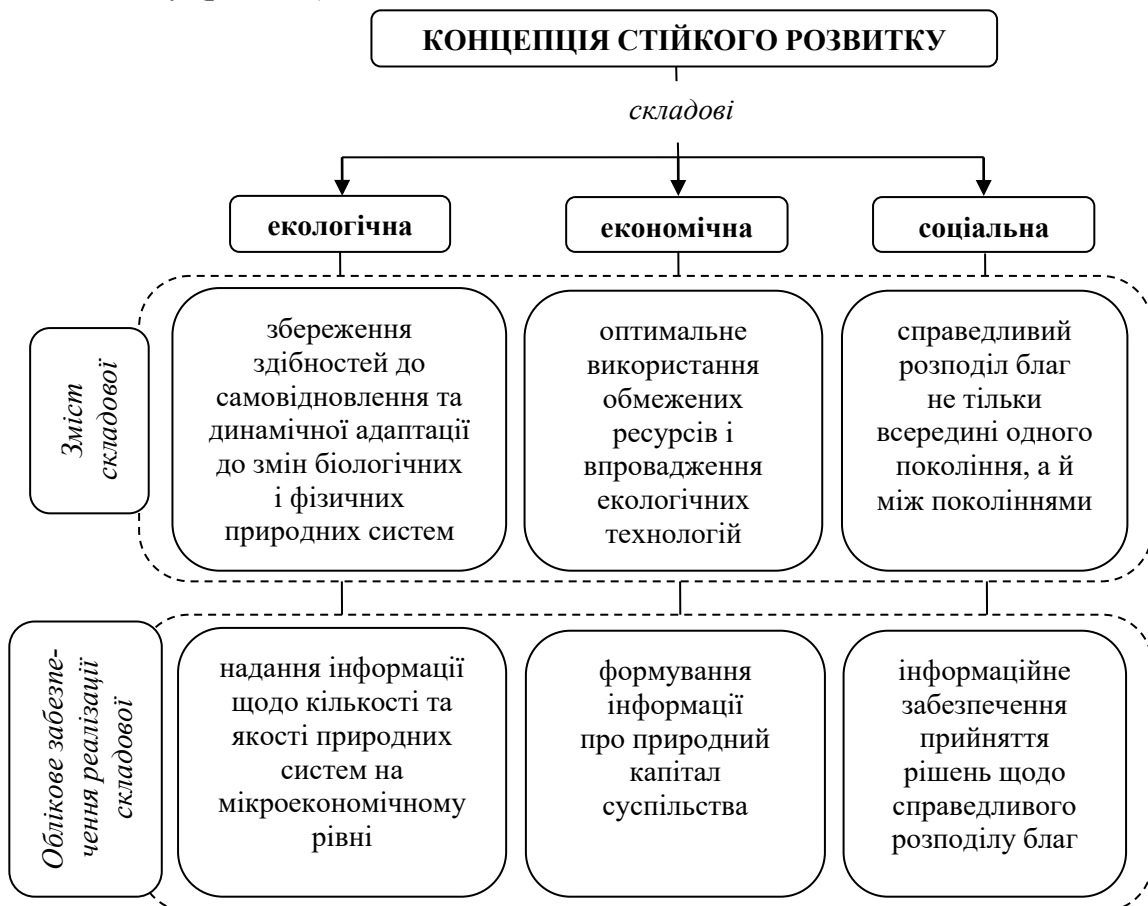 КОНЦЕПЦІЯ СТІЙКОГО РОЗВИТКУ
складові
екологічна
економічна
соціальна
Зміст
складової
збереження
здібностей до
самовідновлення та
динамічної адаптації
до змін біологічних
і фізичних
природних систем
оптимальне
використання
обмежених
ресурсів і
впровадження
екологічних
технологій
справедливий
розподіл благ
не тільки
всередині одного
покоління, а й
між поколіннями
Облікове забезпе-
чення реалізації
складової
надання інформації
щодо кількості та
якості природних
систем на
мікроекономічному
рівні
формування
інформації
про природний
капітал
суспільства
інформаційне
забезпечення
прийняття
рішень щодо
справедливого
розподілу благ